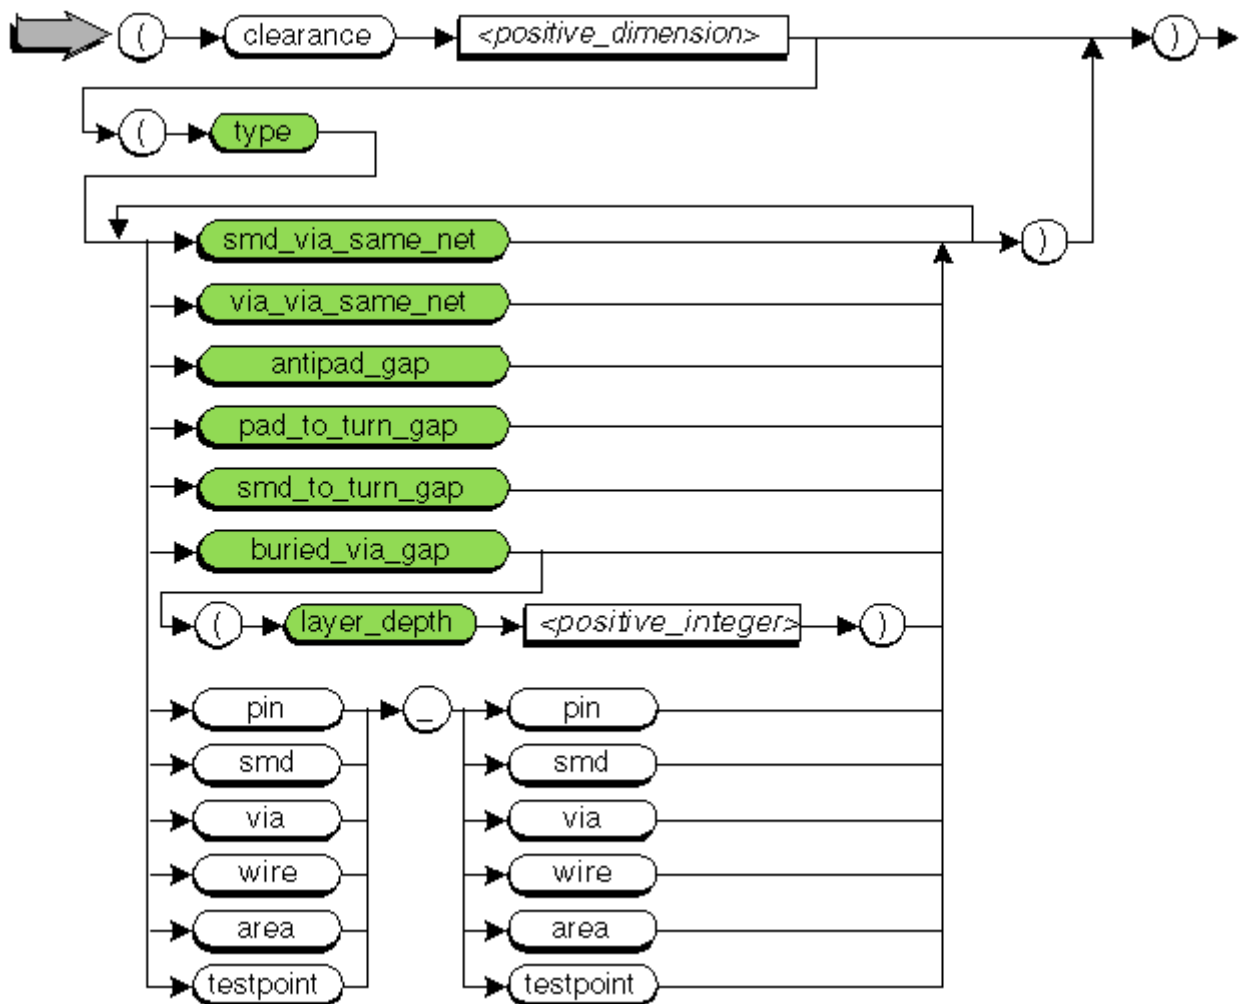 ( clearance <positive_dimension> )
( type
smd_via_same_net )
via_via_same_net
antipad_gap
pad_to_turn_gap
smd_to_turn_gap
buried_via_gap
( layer_depth <positive_integer> )
pin _ pin
smd smd
via via
wire wire
area area
testpoint testpoint